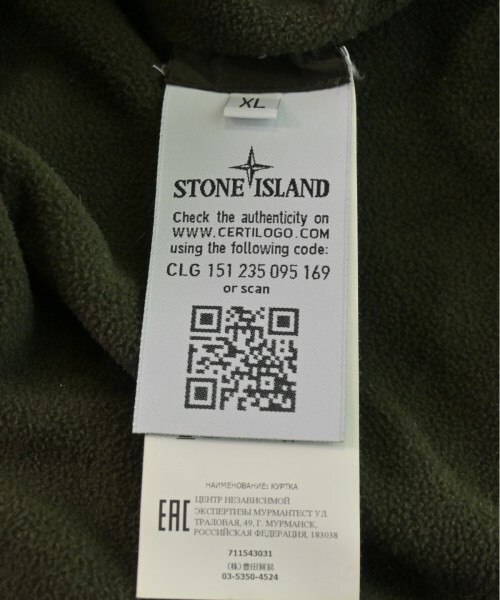 XL
STONE ISLAND
Check the authenticity on
WWW.CERTILOGO.COM
using the following code:
CLG 151 235 095 169
or scan
НАИМЕНОВАНИЕ: КУРТКА
EAC
ЦЕНТР НЕЗАВИСИМОЙ
ЭКСПЕРТИЗЫ МУРМАНТЕСТ УЛ.
ТРАЛОВАЯ, 49, Г. МУРМАНСК,
РОССИЙСКАЯ ФЕДЕРАЦИЯ, 183038
711543031
(株)豊田貿易
03-5350-4524